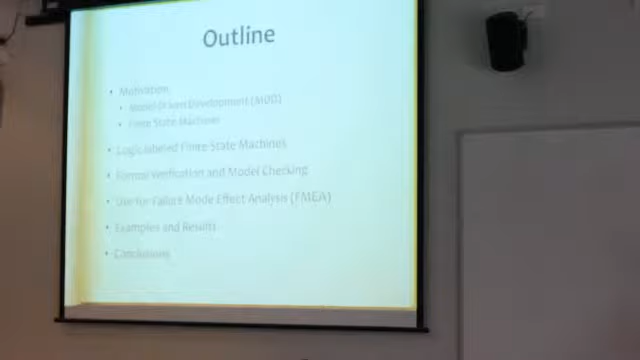 Outline
• Motivation
• Model-Driven Development (MDD)
• Finite State Machines
• Logic-labeled Finite State Machines
• Formal Verification and Model Checking
• Use for Failure Mode Effect Analysis (FMEA)
• Examples and Results
• Conclusions